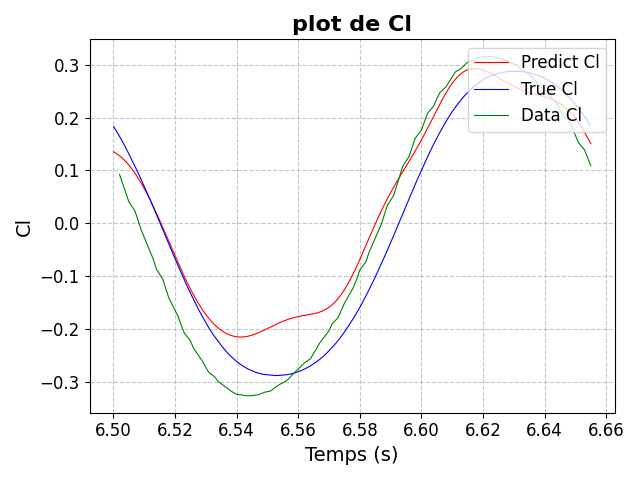 plot de Cl
Predict Cl
True Cl
Data Cl
Cl
0.3
0.2
0.1
0.0
−0.1
−0.2
−0.3
6.50 6.52 6.54 6.56 6.58 6.60 6.62 6.64 6.66
Temps (s)